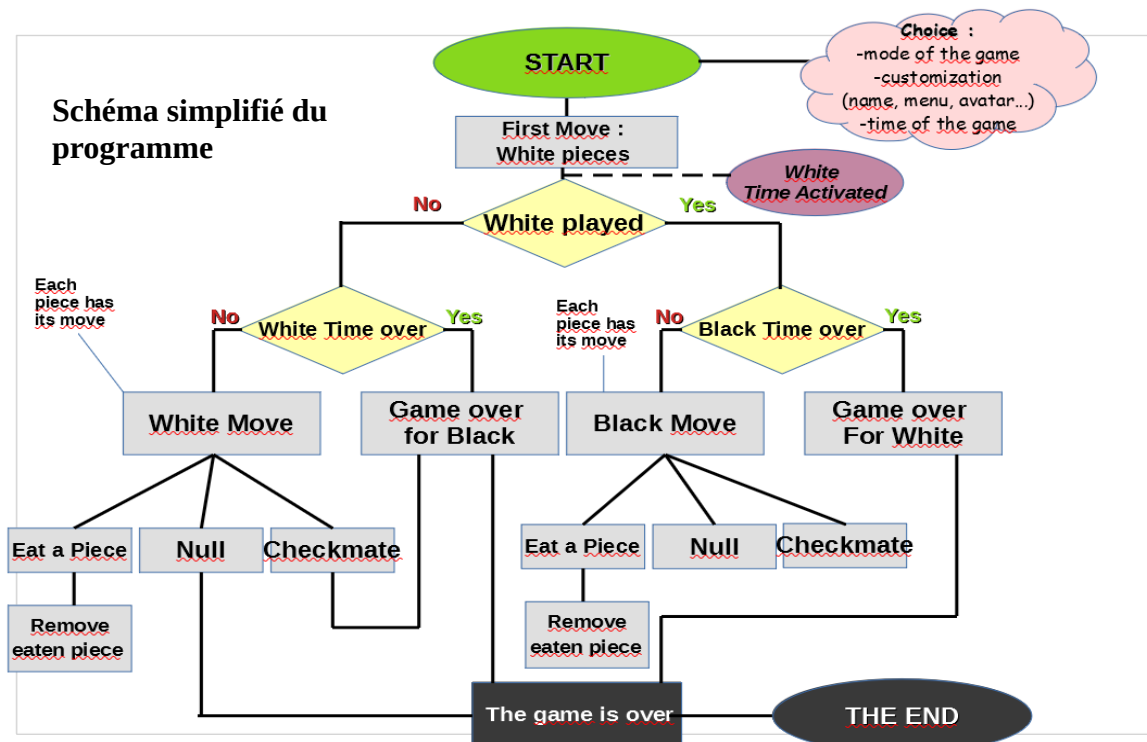 START
Choice :
-mode of the game
-customization
(name, menu, avatar...)
-time of the game
Schéma simplifié du
programme
First Move :
White pieces
White
Time Activated
No
White played
Yes
Each
piece has
its move
No
White Time over
Yes
Each
piece has
its move
No
Black Time over
Yes
White Move
Game over
for Black
Black Move
Game over
For White
Eat a Piece
Null
Checkmate
Eat a Piece
Null
Checkmate
Remove
eaten piece
Remove
eaten piece
The game is over
THE END